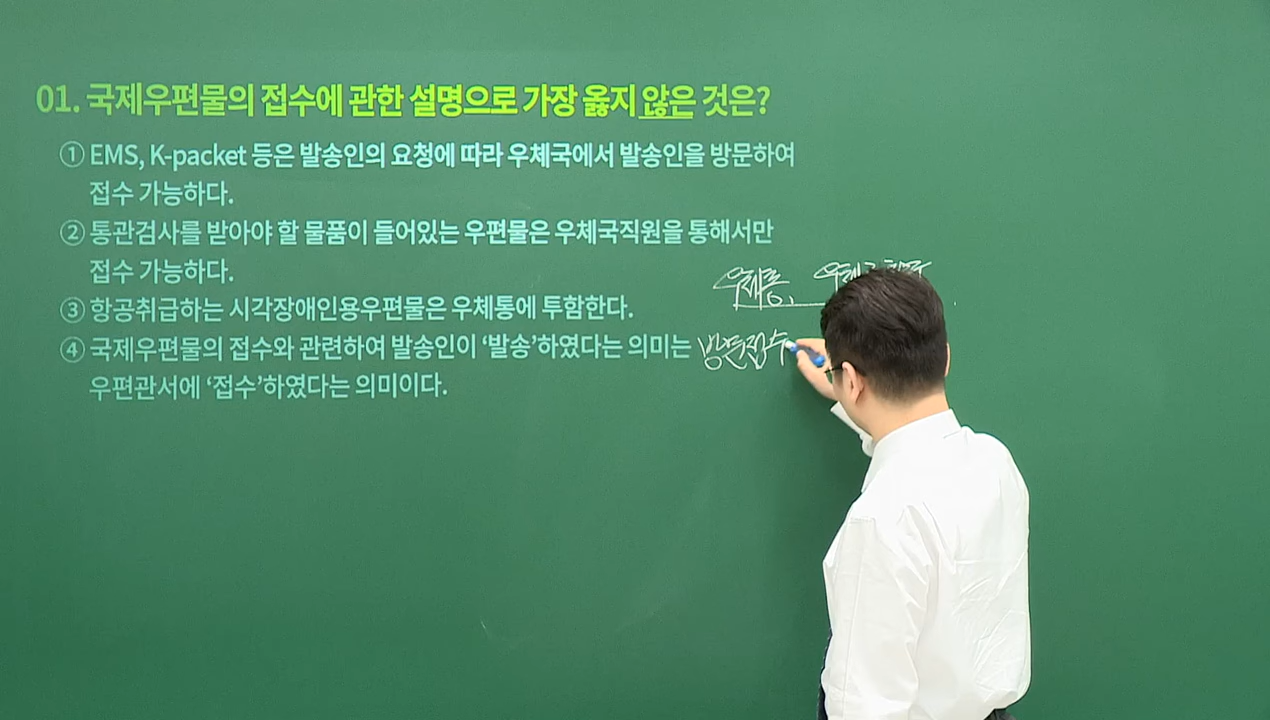 01. 국제우편물의 접수에 관한 설명으로 가장 옳지 않은 것은?
① EMS, K-packet 등은 발송인의 요청에 따라 우체국에서 발송인을 방문하여
접수 가능하다.
② 통관검사를 받아야 할 물품이 들어있는 우편물은 우체국직원을 통해서만
접수 가능하다.
우체통,
③ 항공취급하는 시각장애인용우편물은 우체통에 투함한다.
④ 국제우편물의 접수와 관련하여 발송인이 ‘발송’하였다는 의미는
방문접수
우편관서에 ‘접수’하였다는 의미이다.